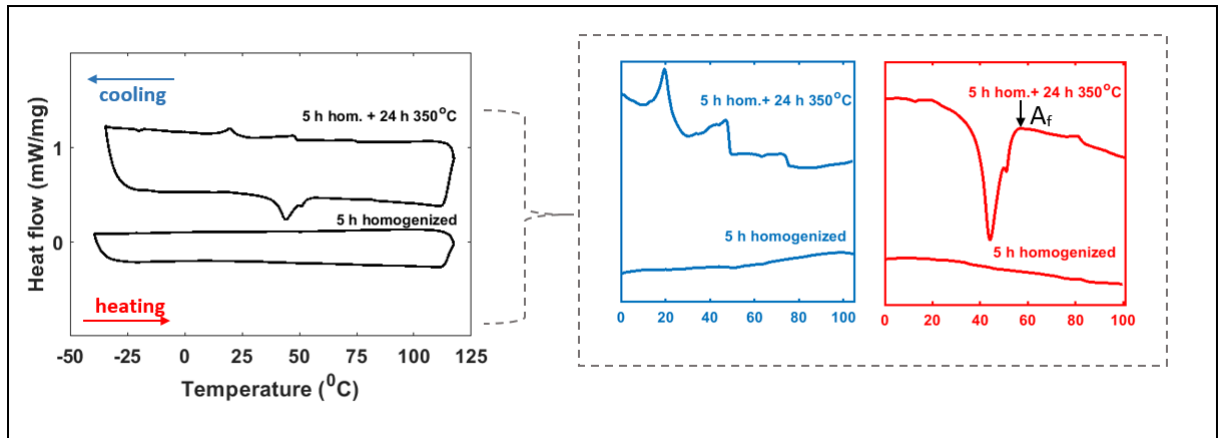 cooling
5 h hom. + 24 h 350°C
1
5 h homogenized
0
heating
Heat flow (mW/mg)
-50 -25 0 25 50 75 100 125
Temperature (⁰C)
5 h hom.+ 24 h 350°C
5 h homogenized
0 20 40 60 80 100
5 h hom.+ 24 h 350°C
Af
5 h homogenized
0 20 40 60 80 100